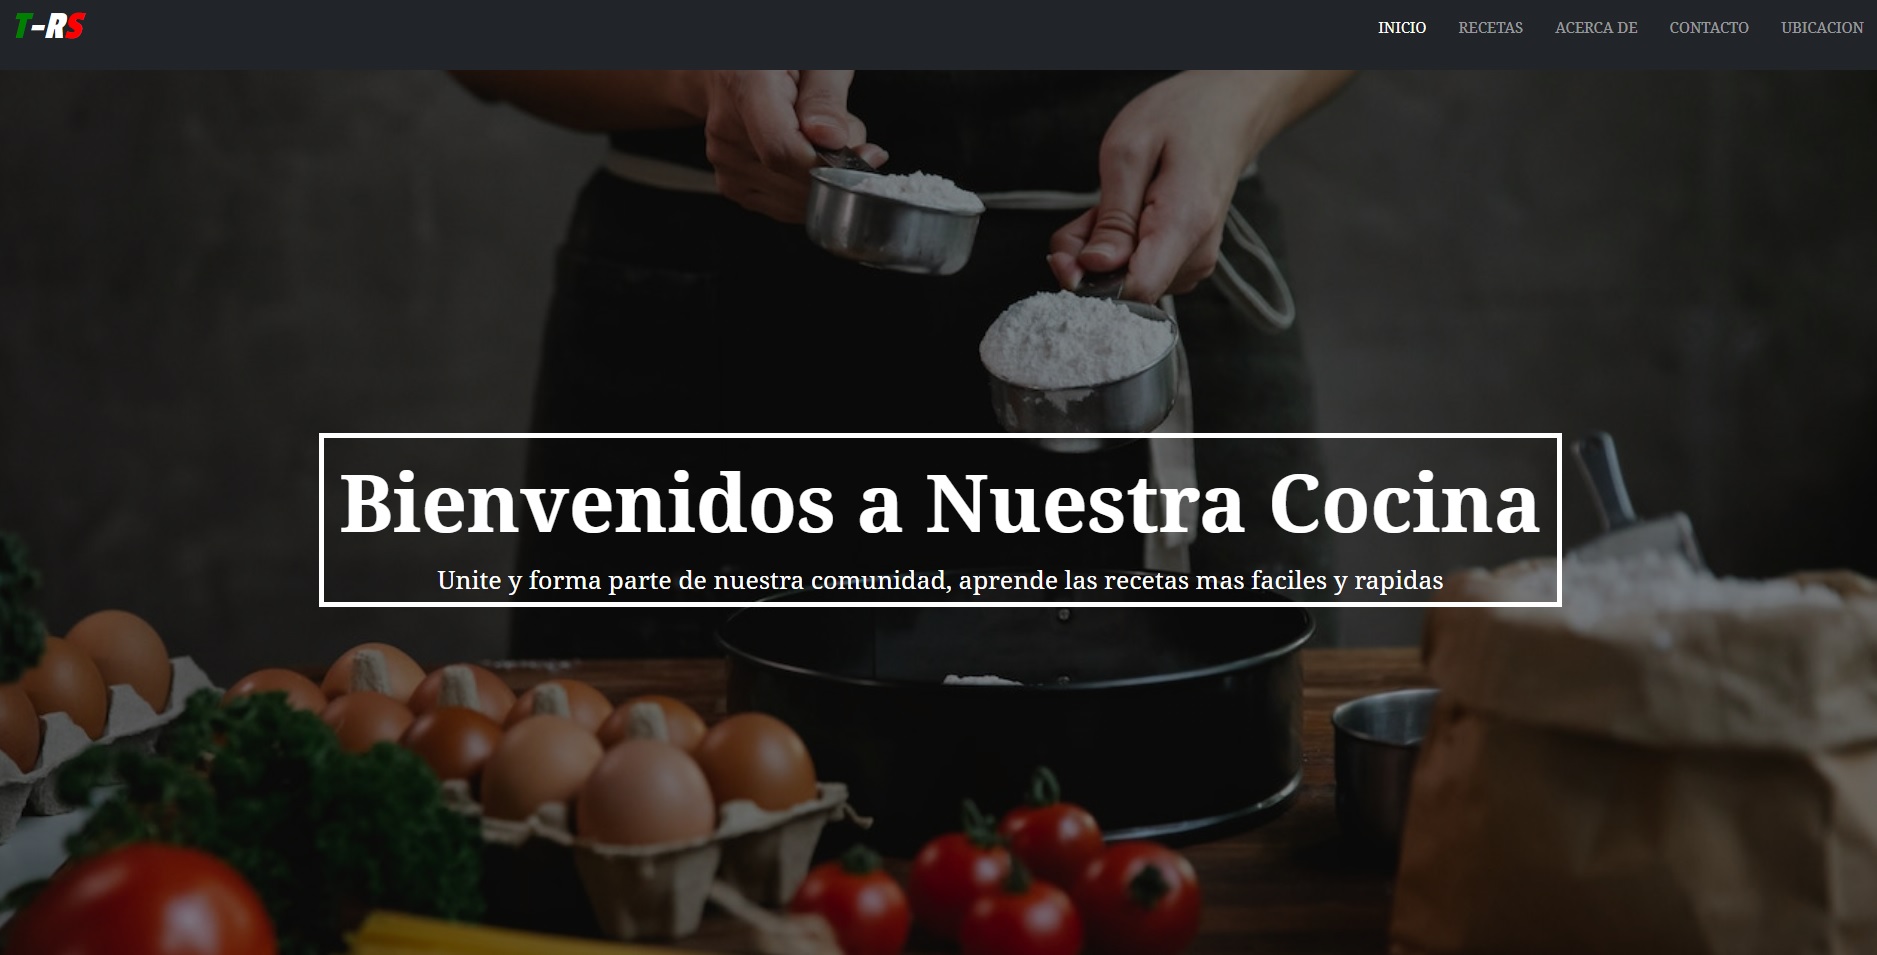 T-RS
INICIO RECETAS ACERCA DE CONTACTO UBICACION
Bienvenidos a Nuestra Cocina
Unite y forma parte de nuestra comunidad, aprende las recetas mas faciles y rapidas